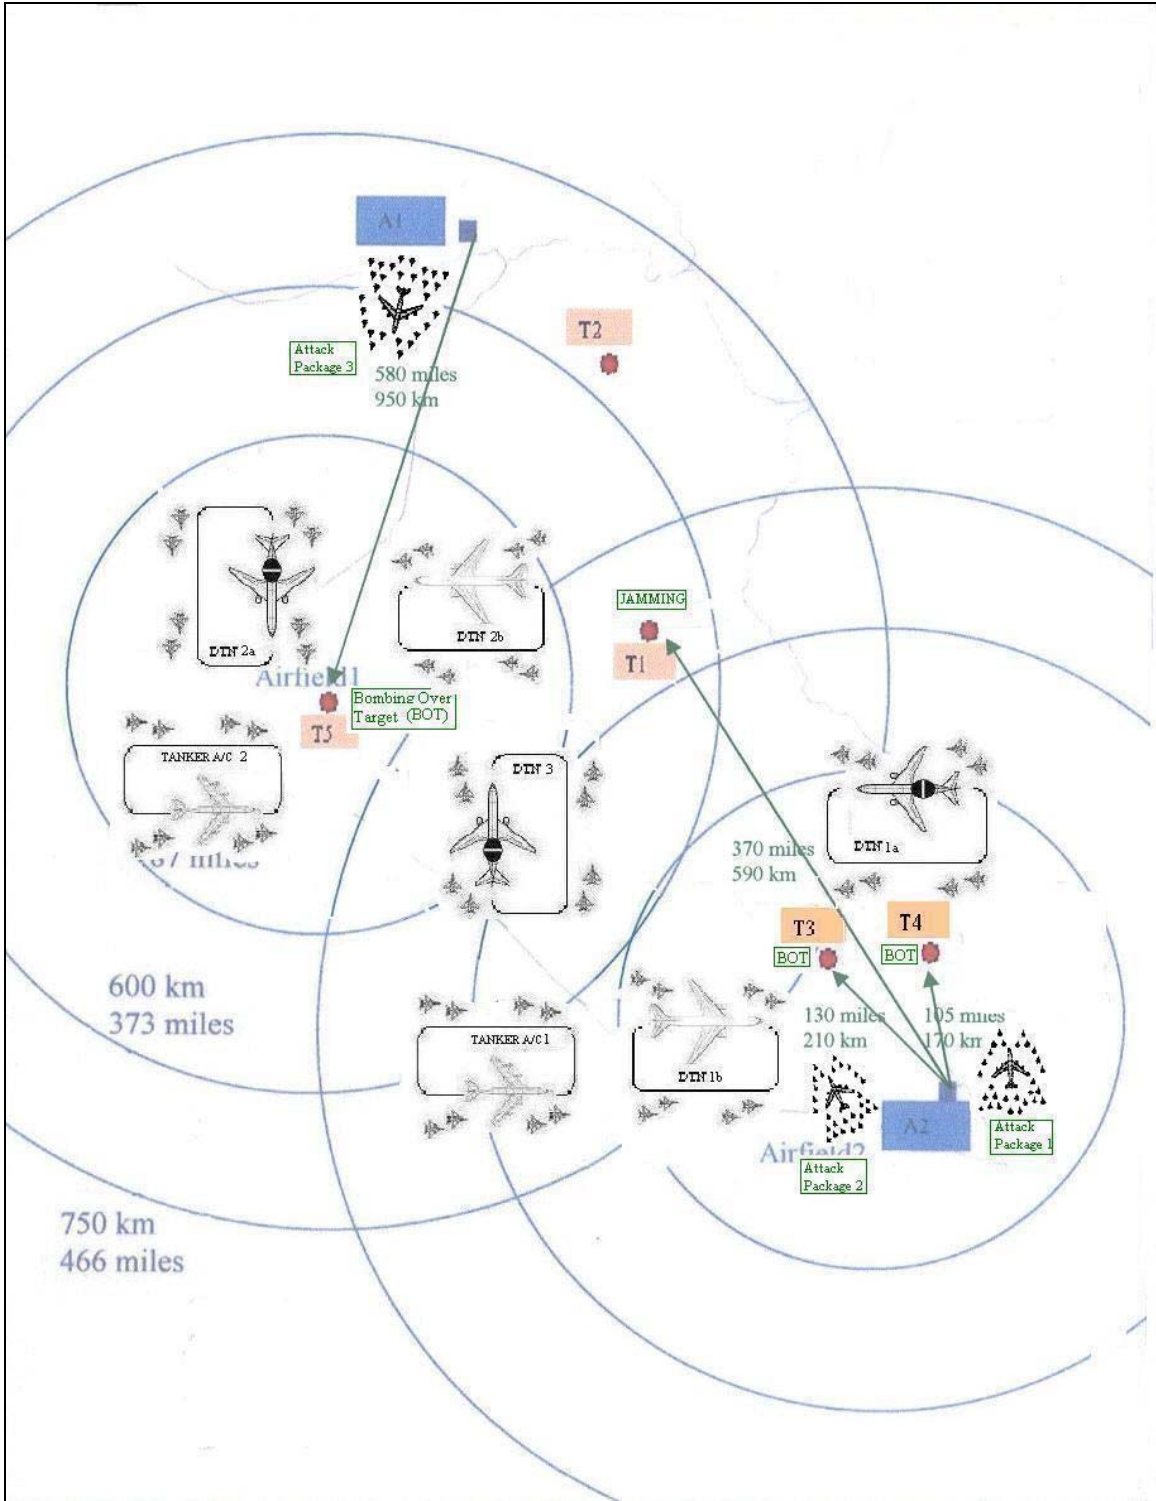 A1
T2
Attack
Package 3
580 miles
950 km
JAMMING
T1
DTN 2a
DTN 2b
Airfield1
Bombing Over
Target (BOT)
T5
TANKER A/C 2
miles
DTN 3
370 miles
590 km
DTN 1a
T3
T4
BOT
BOT
600 km
373 miles
130 miles
210 km
105 miles
170 km
TANKER A/C 1
DTN 1b
A2
Attack
Package 1
Airfield2
Attack
Package 2
750 km
466 miles